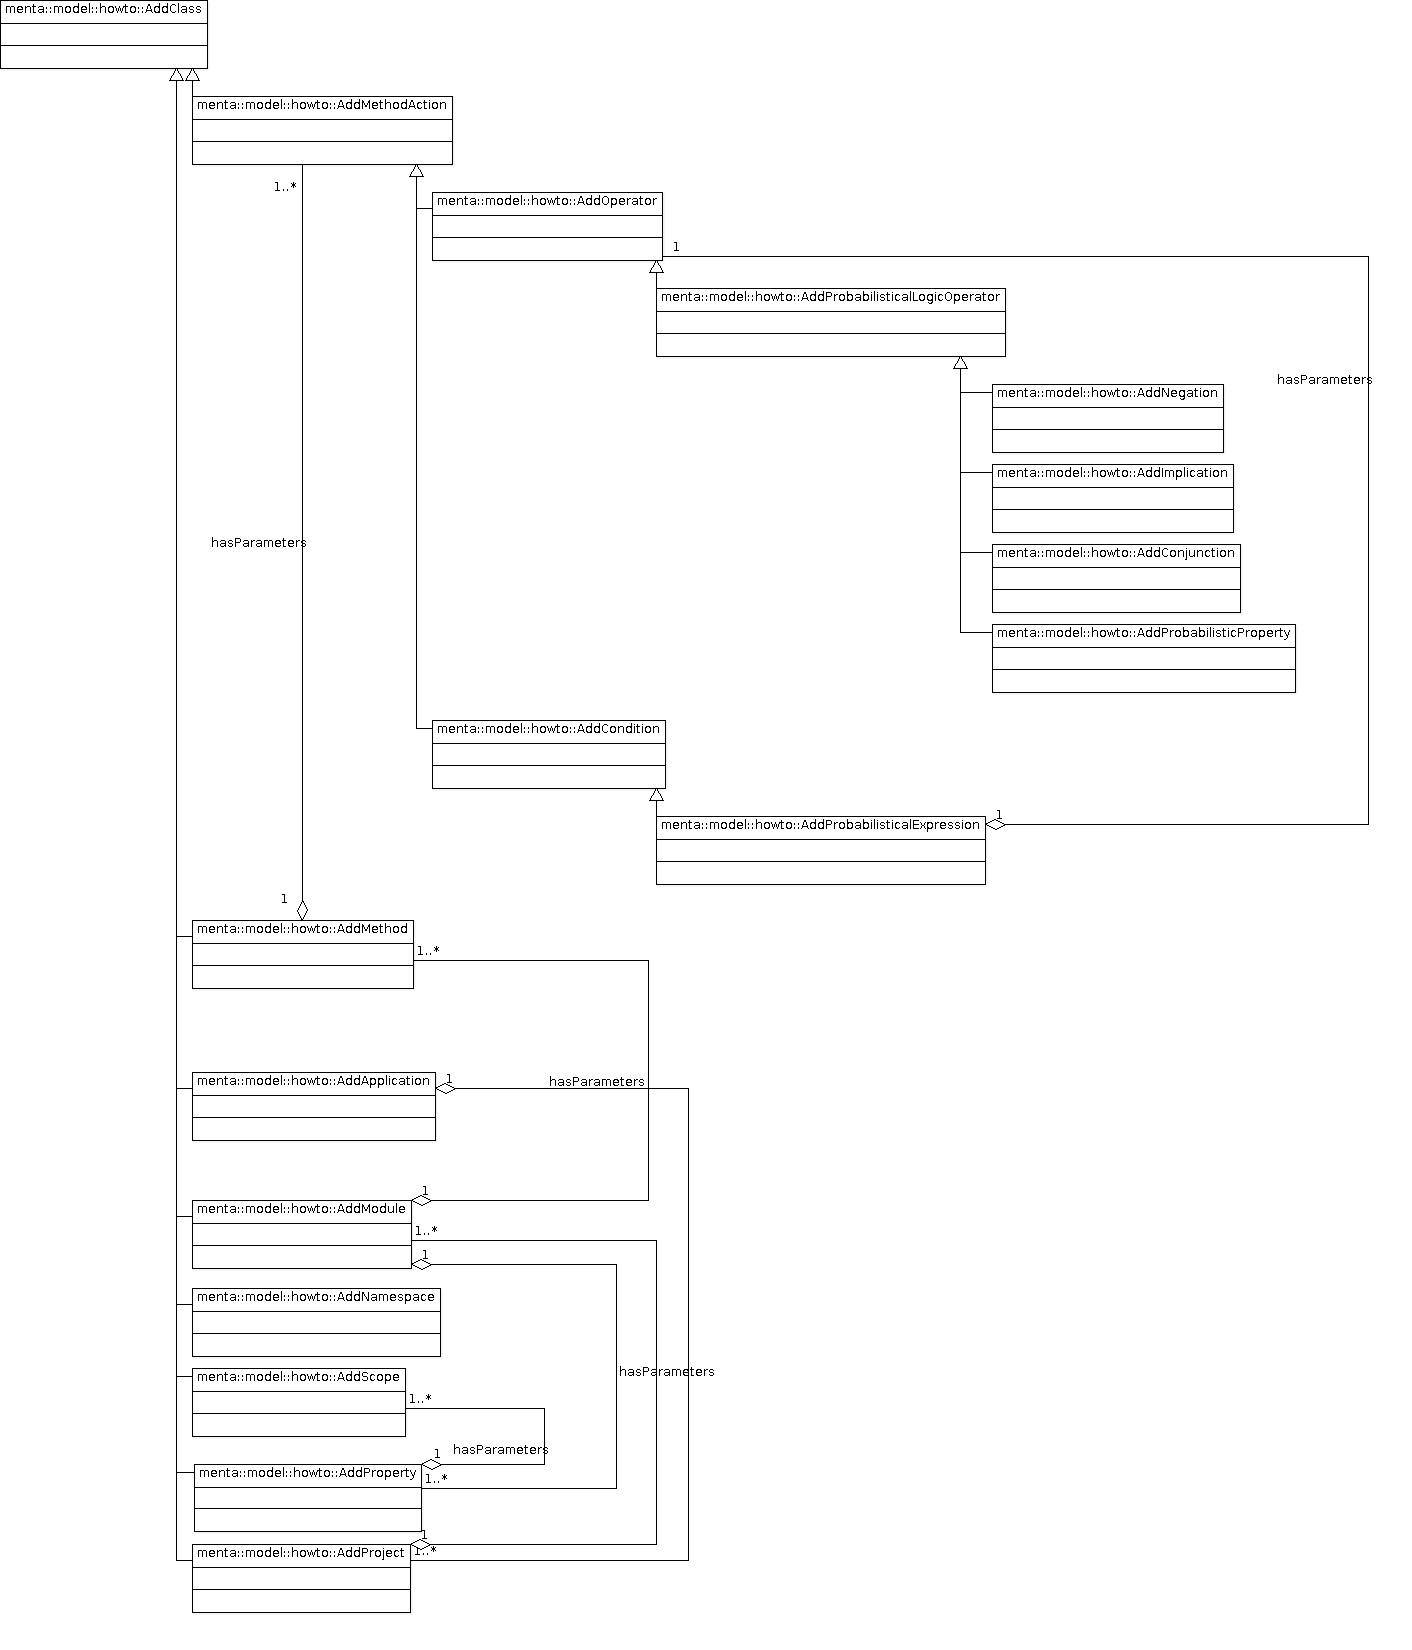 menta::model::howto::AddClass
menta::model::howto::AddMethodAction
1..*
menta::model::howto::AddOperator
1
menta::model::howto::AddProbabilisticalLogicOperator
hasParameters
menta::model::howto::AddNegation
menta::model::howto::AddImplication
menta::model::howto::AddConjunction
hasParameters
menta::model::howto::AddProbabilisticProperty
menta::model::howto::AddCondition
1
menta::model::howto::AddProbabilisticalExpression
1
menta::model::howto::AddMethod
1..*
menta::model::howto::AddApplication
1
hasParameters
1
menta::model::howto::AddModule
1..*
1
menta::model::howto::AddNamespace
hasParameters
menta::model::howto::AddScope
1..*
hasParameters
1
menta::model::howto::AddProperty
1..*
1
menta::model::howto::AddProject
1..*